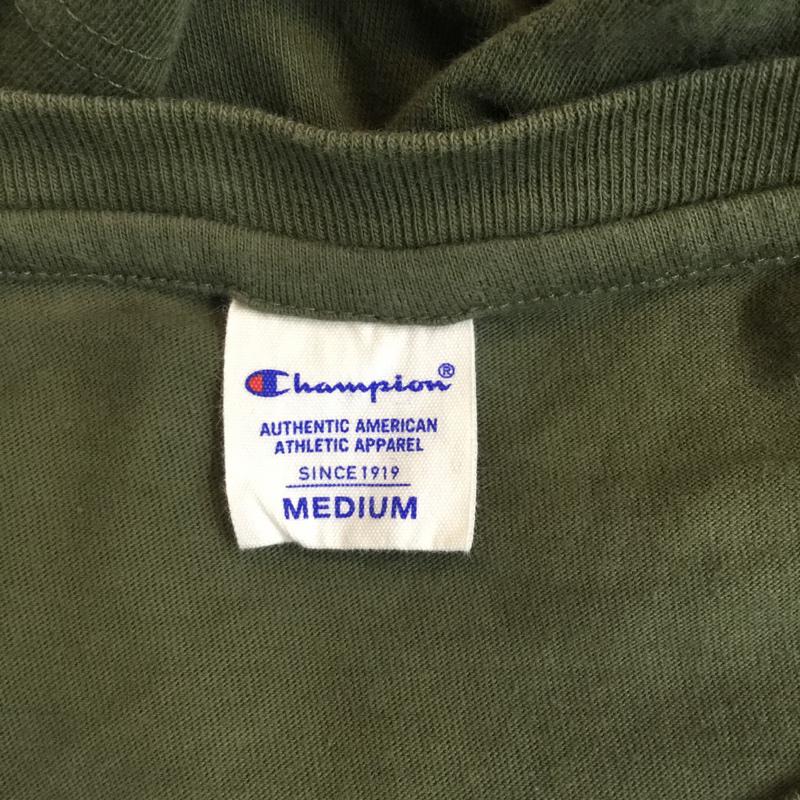 Champion®
AUTHENTIC AMERICAN
ATHLETIC APPAREL
SINCE 1919
MEDIUM